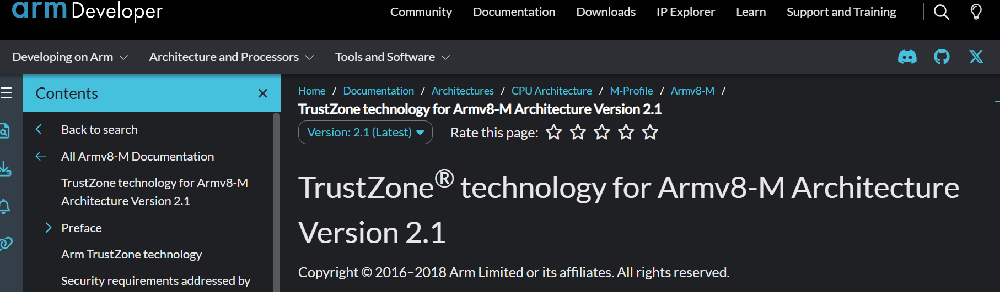 arm Developer
Community Documentation Downloads IP Explorer Learn Support and Training
Developing on Arm Architecture and Processors Tools and Software
Contents
Back to search
All Armv8-M Documentation
TrustZone technology for Armv8-M
Architecture Version 2.1
Preface
Arm TrustZone technology
Security requirements addressed by
Home / Documentation / Architectures / CPU Architecture / M-Profile / Armv8-M /
TrustZone technology for Armv8-M Architecture Version 2.1
Version: 2.1 (Latest) Rate this page:
TrustZone® technology for Armv8-M Architecture
Version 2.1
Copyright © 2016–2018 Arm Limited or its affiliates. All rights reserved.